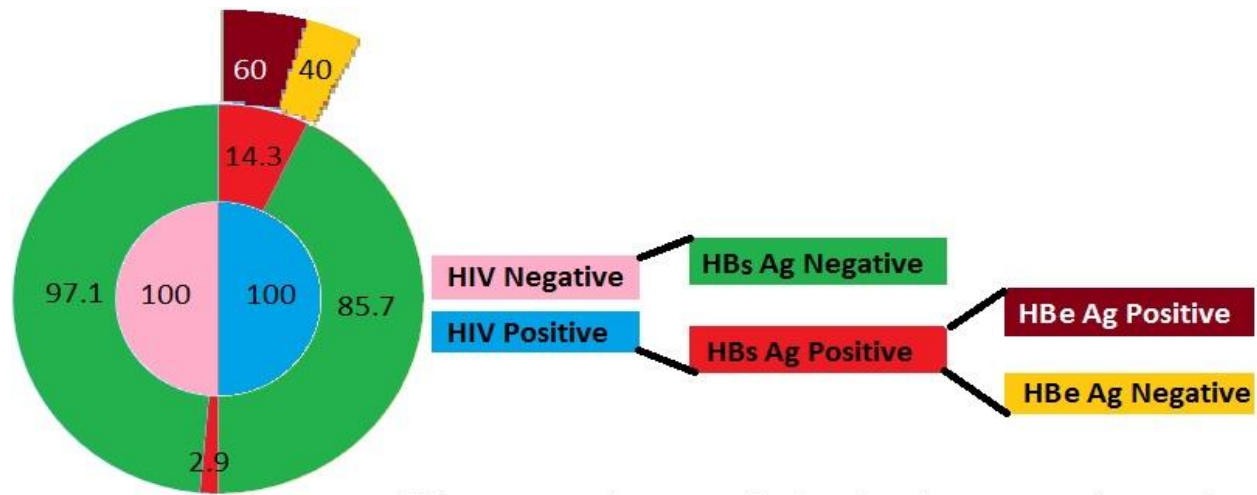 60 40
14.3
97.1 100 100 85.7
2.9
HIV Negative
HIV Positive
HBs Ag Negative
HBs Ag Positive
HBe Ag Positive
HBe Ag Negative